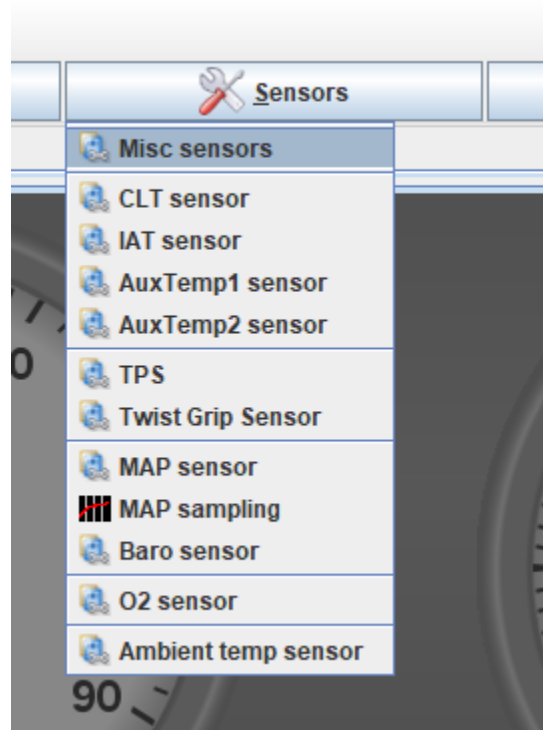 Sensors
Misc sensors
CLT sensor
IAT sensor
AuxTemp1 sensor
AuxTemp2 sensor
0
TPS
Twist Grip Sensor
MAP sensor
MAP sampling
Baro sensor
O2 sensor
Ambient temp sensor
90